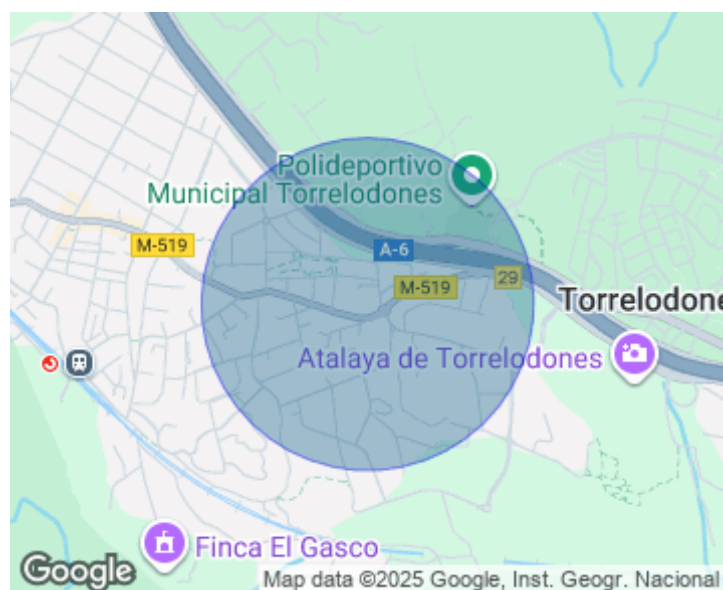 Polideportivo
Municipal Torrelodones
M-519
A-6
M-519
29
Torrelodone
Atalaya de Torrelodones
Finca El Gasco
Google
Map data ©2025 Google, Inst. Geogr. Nacional